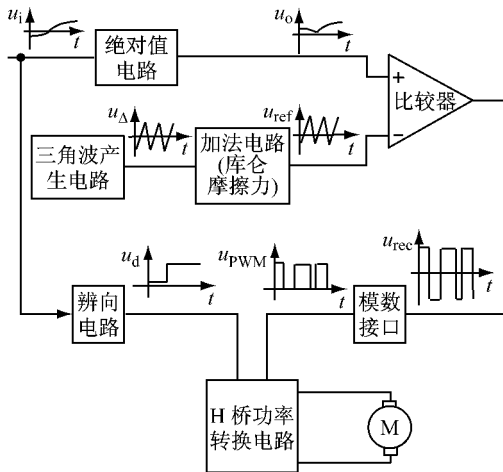 u_i
t
绝对值
电路
u_o
t
+
−
比较器
三角波产
生电路
u_Δ
t
加法电路
(库仑
摩擦力)
u_ref
t
辨向
电路
u_d
t
u_PWM
t
模数
接口
u_rec
t
H 桥功率
转换电路
M